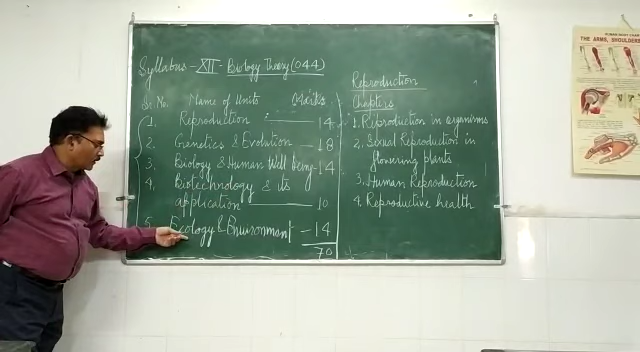 Syllabus - XII - Biology Theory (044)
Sr. No. Name of Units Marks
1. Reproduction — 14
2. Genetics & Evolution — 18
3. Biology & Human Well being - 14
4. Biotechnology & its
application — 10
5. Ecology & Environment — 14
70
Reproduction
Chapters
1. Reproduction in organisms
2. Sexual Reproduction in
flowering plants
3. Human Reproduction
4. Reproductive health
THE ARMS, SHOULDERS